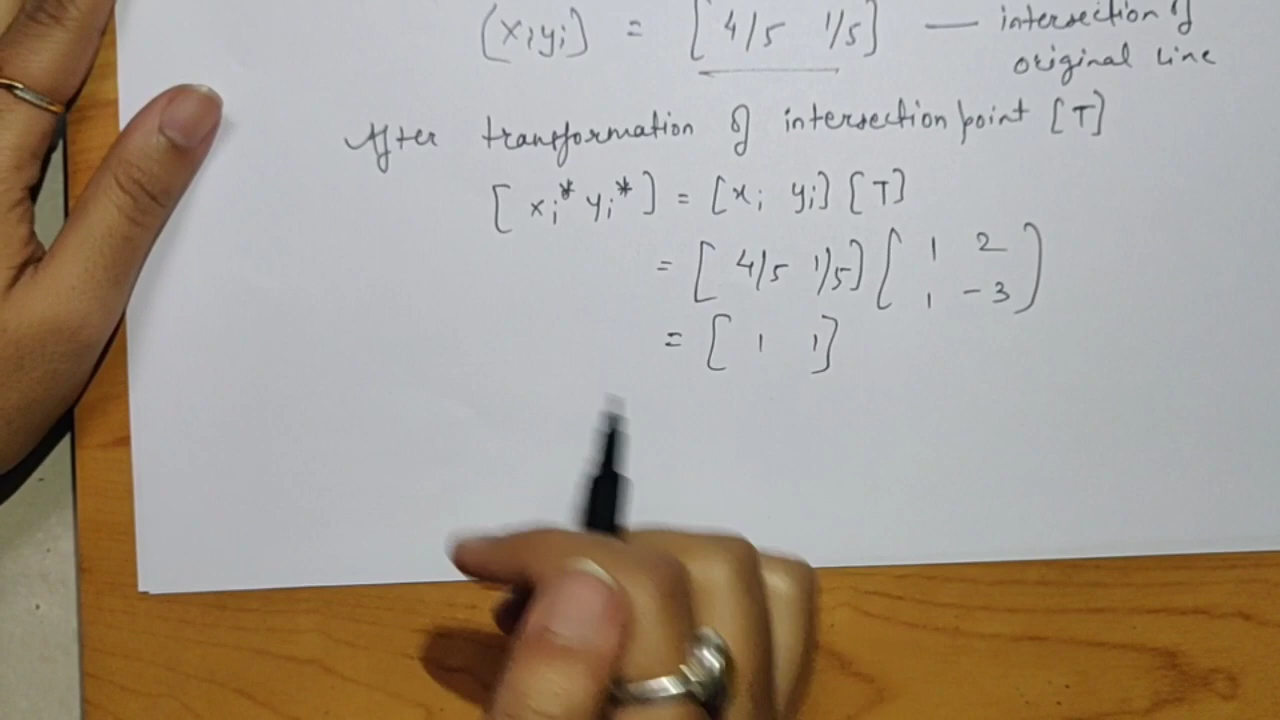 (xi yi) = [4/5 1/5] — intersection of
original line
After transformation of intersection point [T]
[xi* yi*] = [xi yi] [T]
= [4/5 1/5] [1 2
1 -3)
= [1 1]